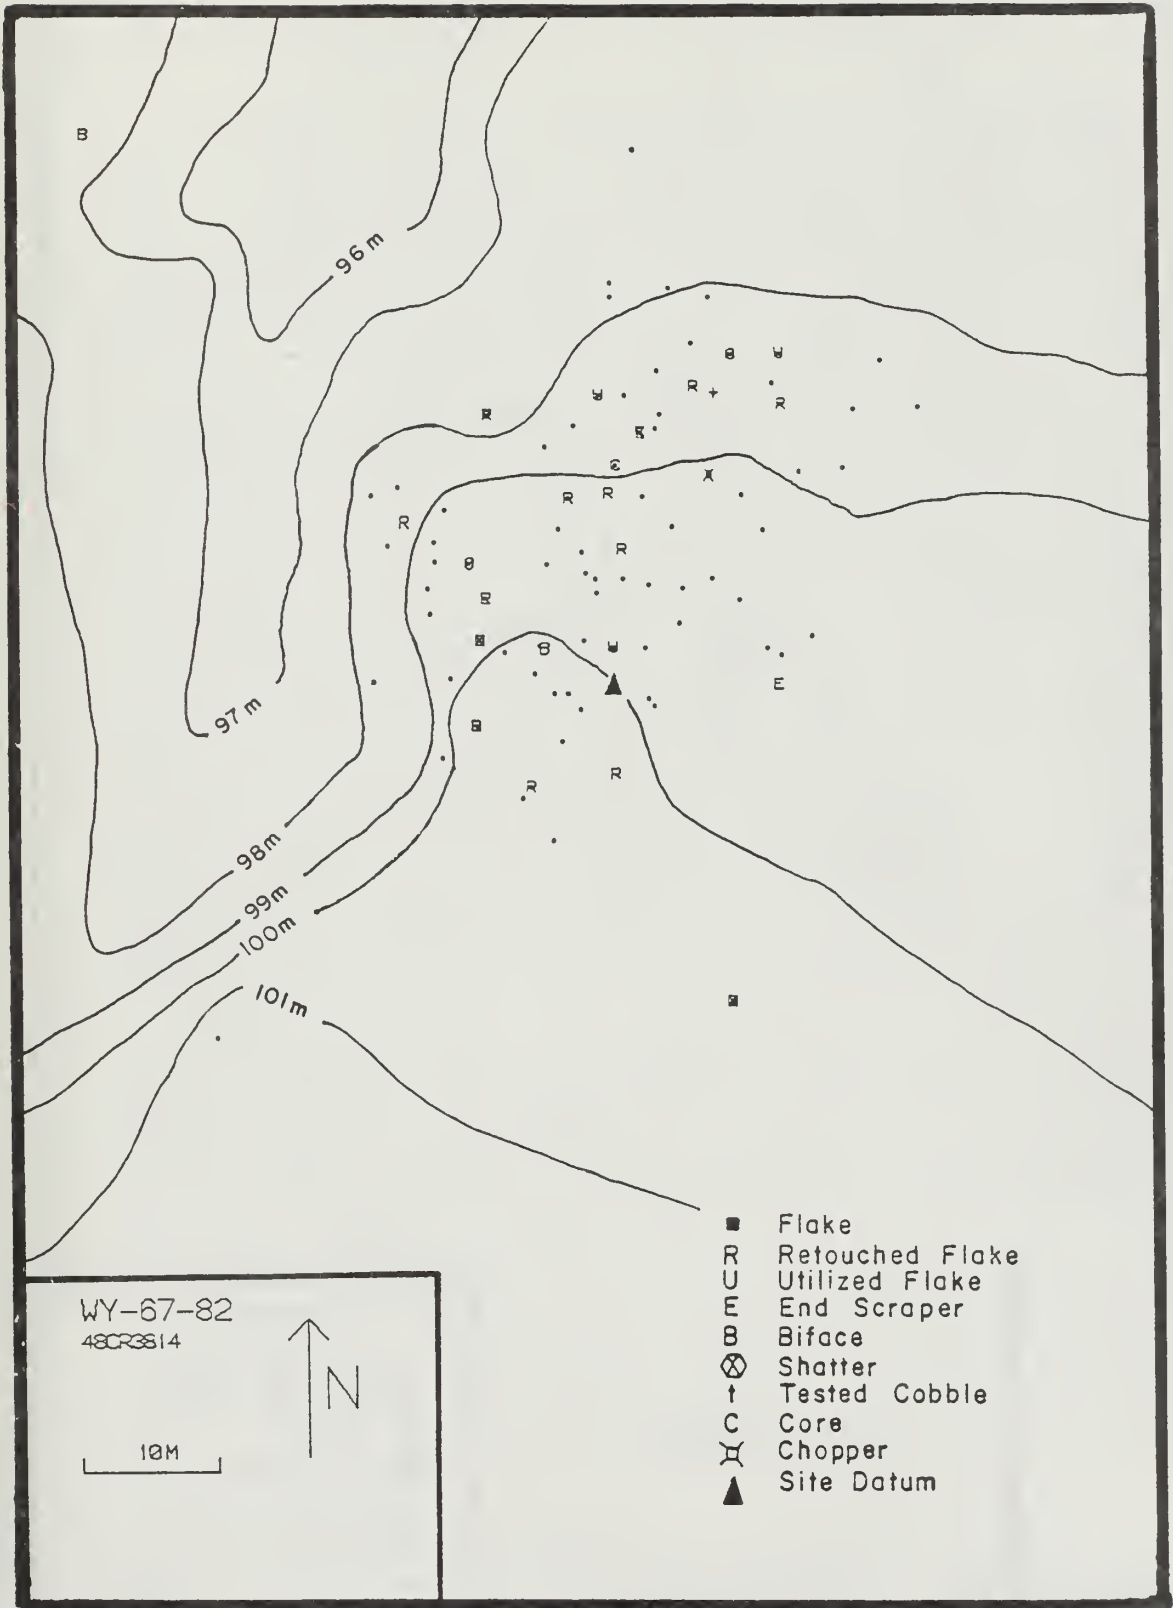 B
96m
U
R
R
C
R
R
R
R
R
B
E
97m
R
R
98m
99m
100m
101m
Flake
R Retouched Flake
U Utilized Flake
E End Scraper
B Biface
Shatter
t Tested Cobble
C Core
Chopper
Site Datum
WY-67-82
48CR3814
N
10M